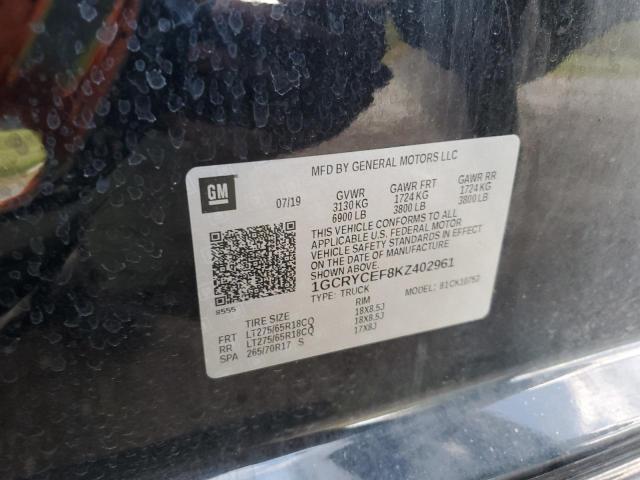 MFD BY GENERAL MOTORS LLC
GM
07/19
GVWR GAWR FRT GAWR RR
3130 KG 1724 KG 1724 KG
6900 LB 3800 LB 3800 LB
THIS VEHICLE CONFORMS TO ALL
APPLICABLE U.S. FEDERAL MOTOR
VEHICLE SAFETY STANDARDS IN EFFECT
ON THE DATE OF MANUFACTURE
SHOWN ABOVE.
1GCRYCEF8KZ402961
TYPE: TRUCK MODEL: B1CK10753
8555
TIRE SIZE RIM
FRT LT275/65R18CQ 18X8.5J
RR LT275/65R18CQ 18X8.5J
SPA 265/70R17 S 17X8J